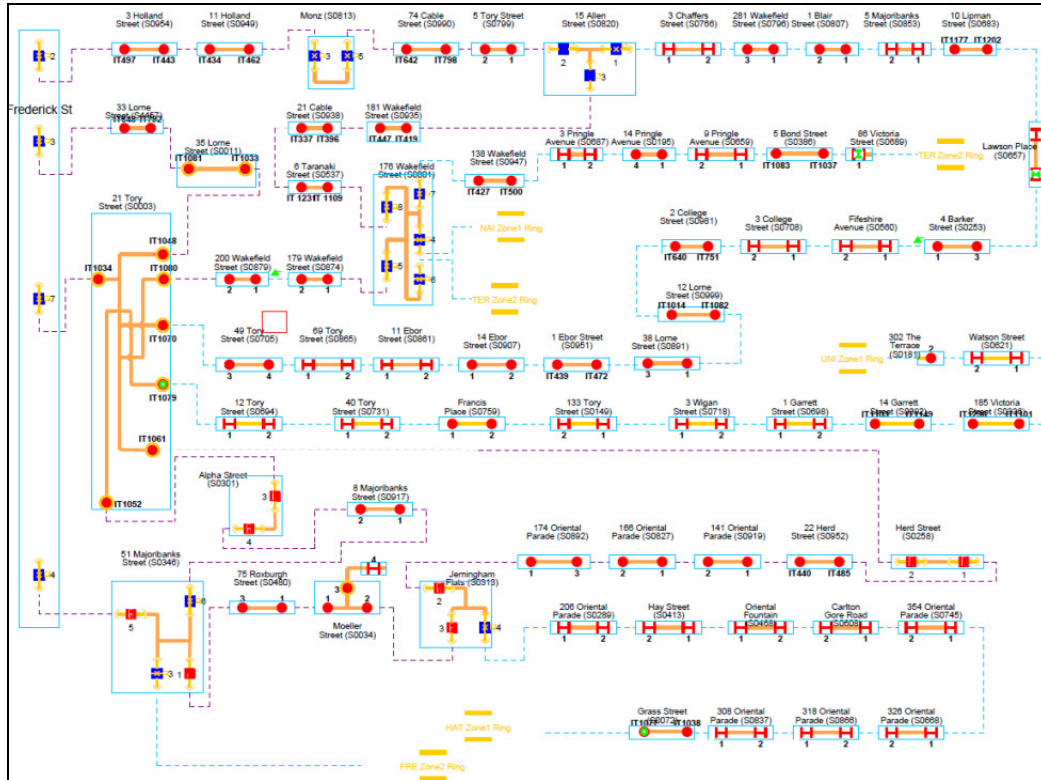 3 Holland
Street (S0954)
11 Holland
Street (S0949)
Monz (S0813)
74 Cable
Street (S0990)
5 Tory Street
(S0799)
15 Allen
Street (S0820)
3 Chaffers
Street (S0766)
281 Wakefield
Street (S0796)
1 Blair
Street (S0807)
5 Majoribanks
Street (S0853)
10 Lipman
Street (S0683)
IT497 IT443
IT434 IT462
3 5
IT642 IT798
2 1
2 1
3
1 2
3 1
2 1
2 1
IT1177 IT1202
2
Frederick St
3
33 Lorne
Street (S4467)
IT648 IT792
35 Lorne
Street (S0011)
IT1081 IT1033
21 Cable
Street (S0938)
IT337 IT396
181 Wakefield
Street (S0935)
IT447 IT419
6 Taranaki
Street (S0537)
IT 1231 IT 1109
176 Wakefield
Street (S0801)
7
8
4
5
6
138 Wakefield
Street (S0947)
IT427 IT500
3 Pringle
Avenue (S0687)
37 2
14 Pringle
Avenue (S0195)
4 1
9 Pringle
Avenue (S0659)
2 1
5 Bond Street
(S0386)
IT1083 IT1037
86 Victoria
Street (S0689)
1
TER Zone2 Ring
Lawson Place
(S0657)
21 Tory
Street (S0003)
IT1048
IT1034
IT1080
IT1070
IT1079
IT1061
IT1052
7
200 Wakefield
Street (S0879)
2 1
179 Wakefield
Street (S0874)
2 1
NAI Zone1 Ring
TER Zone2 Ring
2 College
Street (S0981)
IT640 IT751
3 College
Street (S0708)
2 1
Fifeshire
Avenue (S0560)
2 1
4 Barker
Street (S0253)
1 3
12 Lorne
Street (S0999)
IT1014 IT1082
49 Tory
Street (S0705)
3 4
69 Tory
Street (S0865)
1 2
11 Ebor
Street (S0861)
1 2
14 Ebor
Street (S0907)
1 2
1 Ebor Street
(S0951)
IT439 IT472
38 Lorne
Street (S0891)
3 1
UNI Zone1 Ring
302 The
Terrace
(S0181)
2
Watson Street
(S0621)
2 1
12 Tory
Street (S0694)
1 2
40 Tory
Street (S0731)
1 2
Francis
Place (S0759)
1 2
133 Tory
Street (S0149)
2 1
3 Wigan
Street (S0718)
1 2
1 Garrett
Street (S0698)
1 2
14 Garrett
IT1149
185 Victoria
IT1101
Alpha Street
(S0301)
3
4
8 Majoribanks
Street (S0917)
2 1
174 Oriental
Parade (S0892)
1 3
166 Oriental
Parade (S0827)
2 1
141 Oriental
Parade (S0919)
2 1
22 Herd
Street (S0952)
IT440 IT485
Herd Street
(S0258)
2 1
4
51 Majoribanks
Street (S0346)
5
6
3
1
75 Roxburgh
Street (S0480)
3 1
4
3
1 2
Moeller
Street (S0034)
Jerningham
Flats (S0313)
2
3
4
206 Oriental
Parade (S0289)
1 2
Hay Street
(S0413)
1 2
Oriental
Fountain
(S0468)
1 2
Carlton
Gore Road
(S0608)
2 1
354 Oriental
Parade (S0745)
1 2
HAT Zone1 Ring
FRE Zone2 Ring
Grass Street
(S0072)
IT1077 IT1038
308 Oriental
Parade (S0837)
1 2
318 Oriental
Parade (S0866)
1 2
326 Oriental
Parade (S0668)
2 1